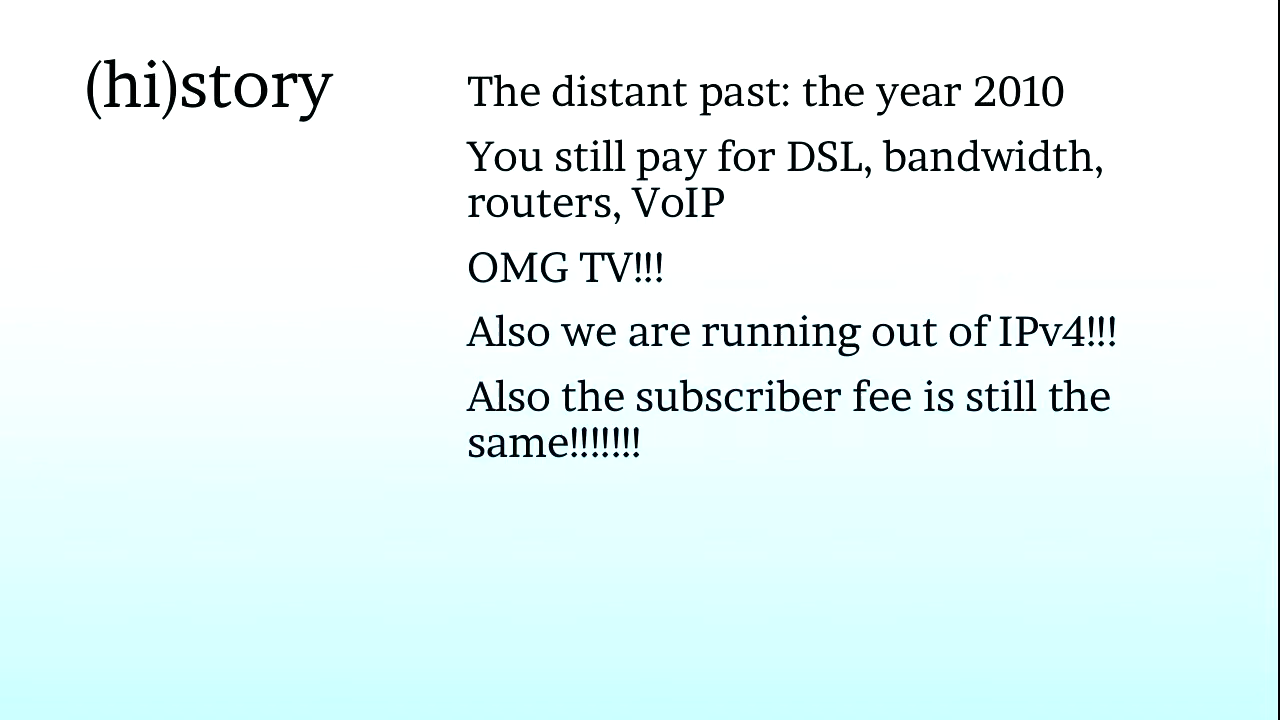 (hi)story
The distant past: the year 2010
You still pay for DSL, bandwidth,
routers, VoIP
OMG TV!!!
Also we are running out of IPv4!!!
Also the subscriber fee is still the
same!!!!!!!